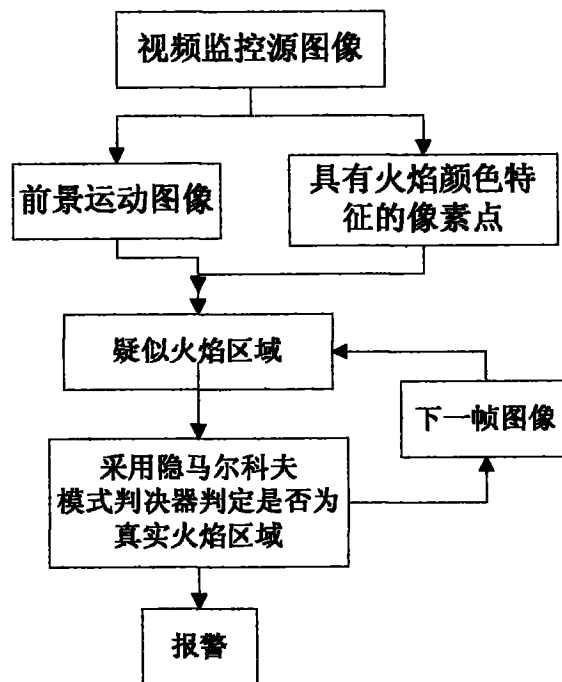 视频监控源图像
前景运动图像
具有火焰颜色特
征的像素点
疑似火焰区域
下一帧图像
采用隐马尔科夫
模式判决器判定是否为
真实火焰区域
报警